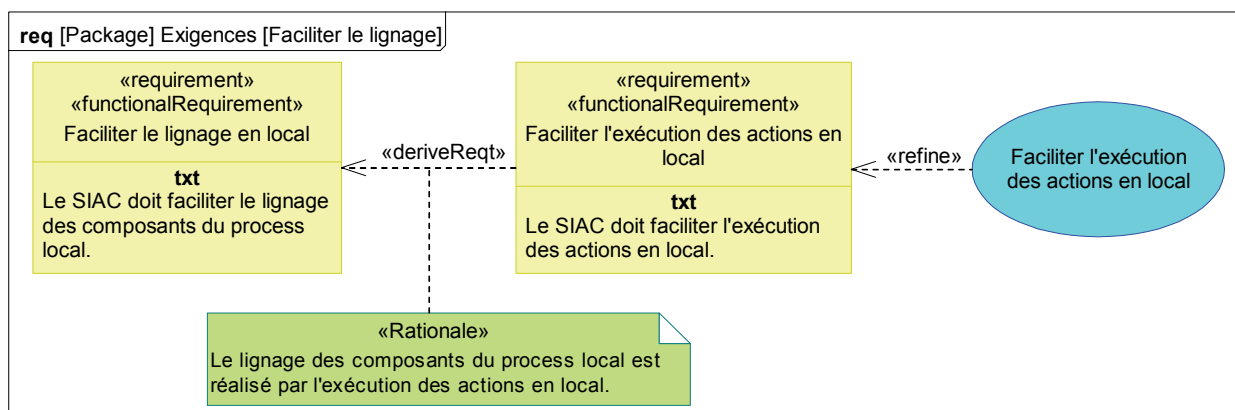 req [Package] Exigences [Faciliter le lignage]
«requirement»
«functionalRequirement»
Faciliter le lignage en local
txt
Le SIAC doit faciliter le lignage
des composants du process
local.
«deriveReqt»
«requirement»
«functionalRequirement»
Faciliter l'exécution des actions en
local
txt
Le SIAC doit faciliter l'exécution
des actions en local.
«refine»
Faciliter l'exécution
des actions en local
«Rationale»
Le lignage des composants du process local est
réalisé par l'exécution des actions en local.